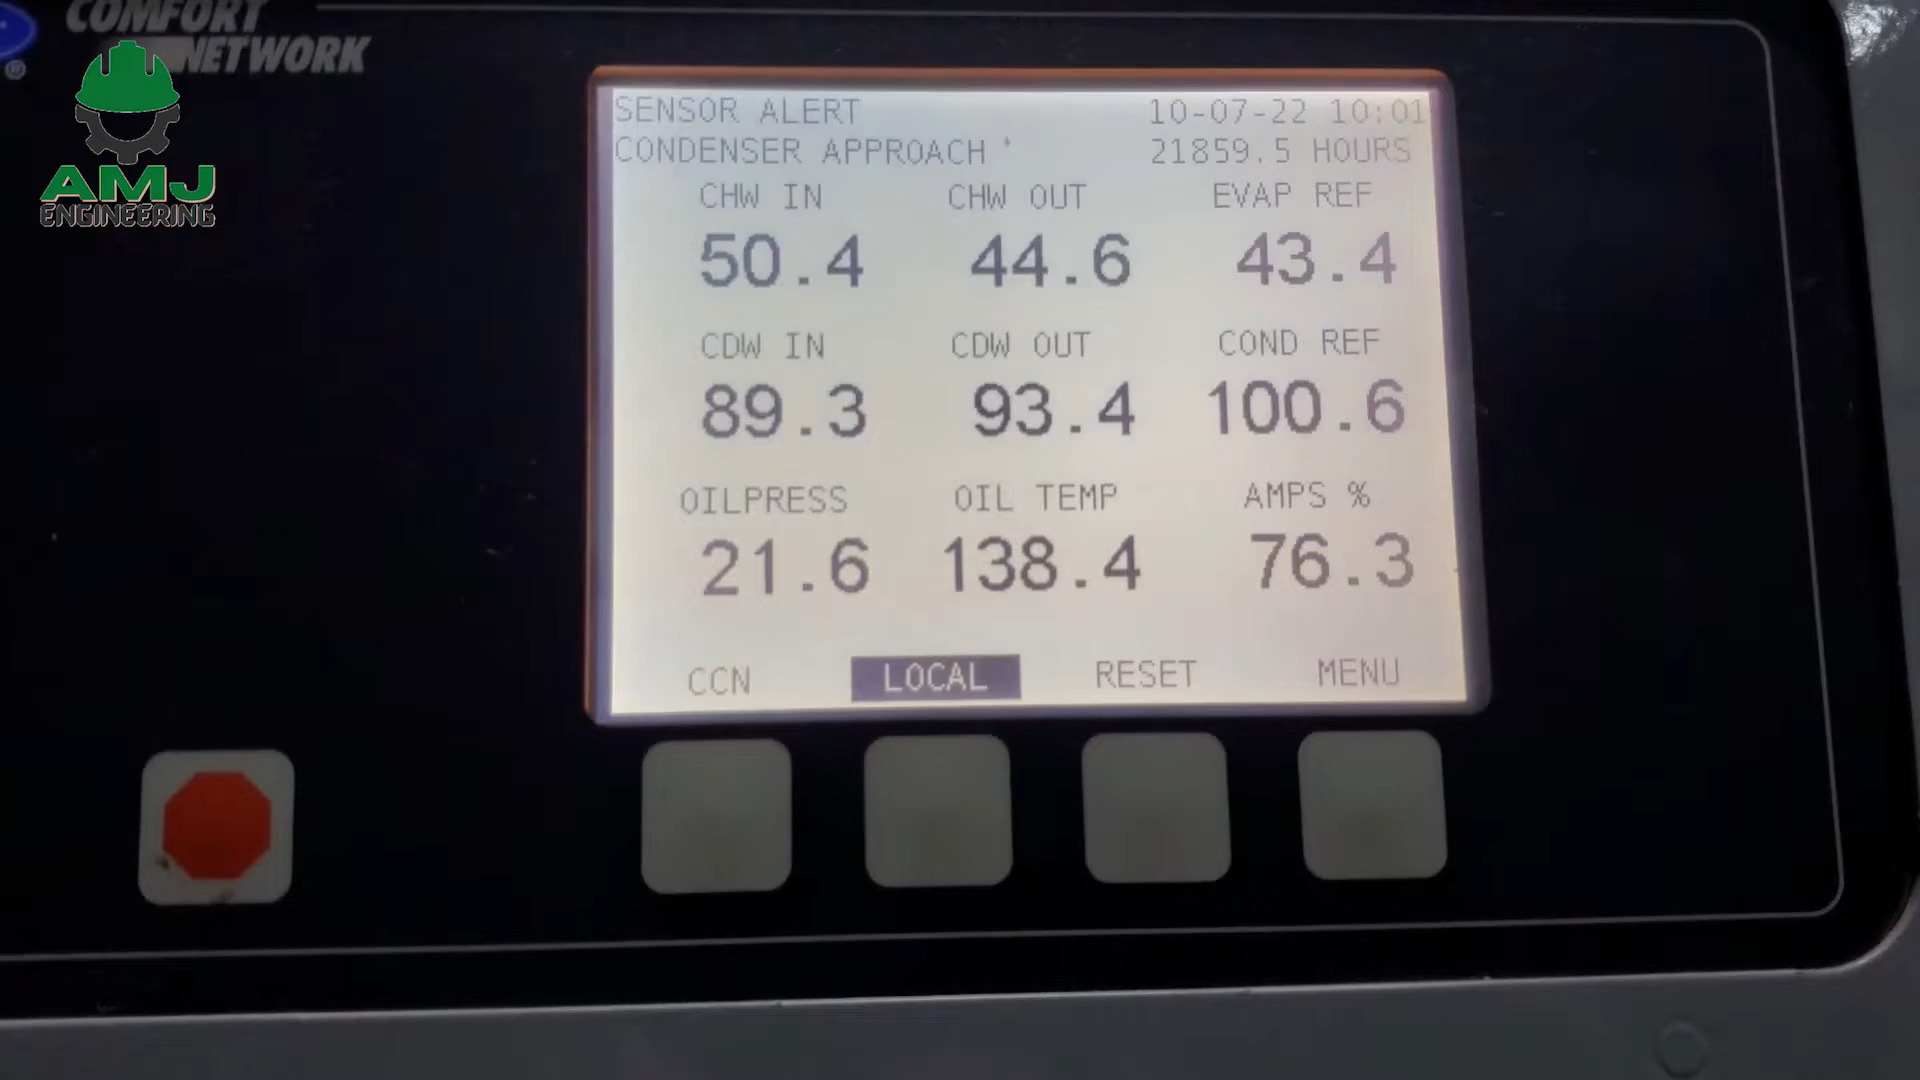 COMFORT
NETWORK
®
AMJ
ENGINEERING
SENSOR ALERT 10-07-22 10:01
CONDENSER APPROACH ' 21859.5 HOURS
CHW IN CHW OUT EVAP REF
50.4 44.6 43.4
CDW IN CDW OUT COND REF
89.3 93.4 100.6
OILPRESS OIL TEMP AMPS %
21.6 138.4 76.3
CCN LOCAL RESET MENU